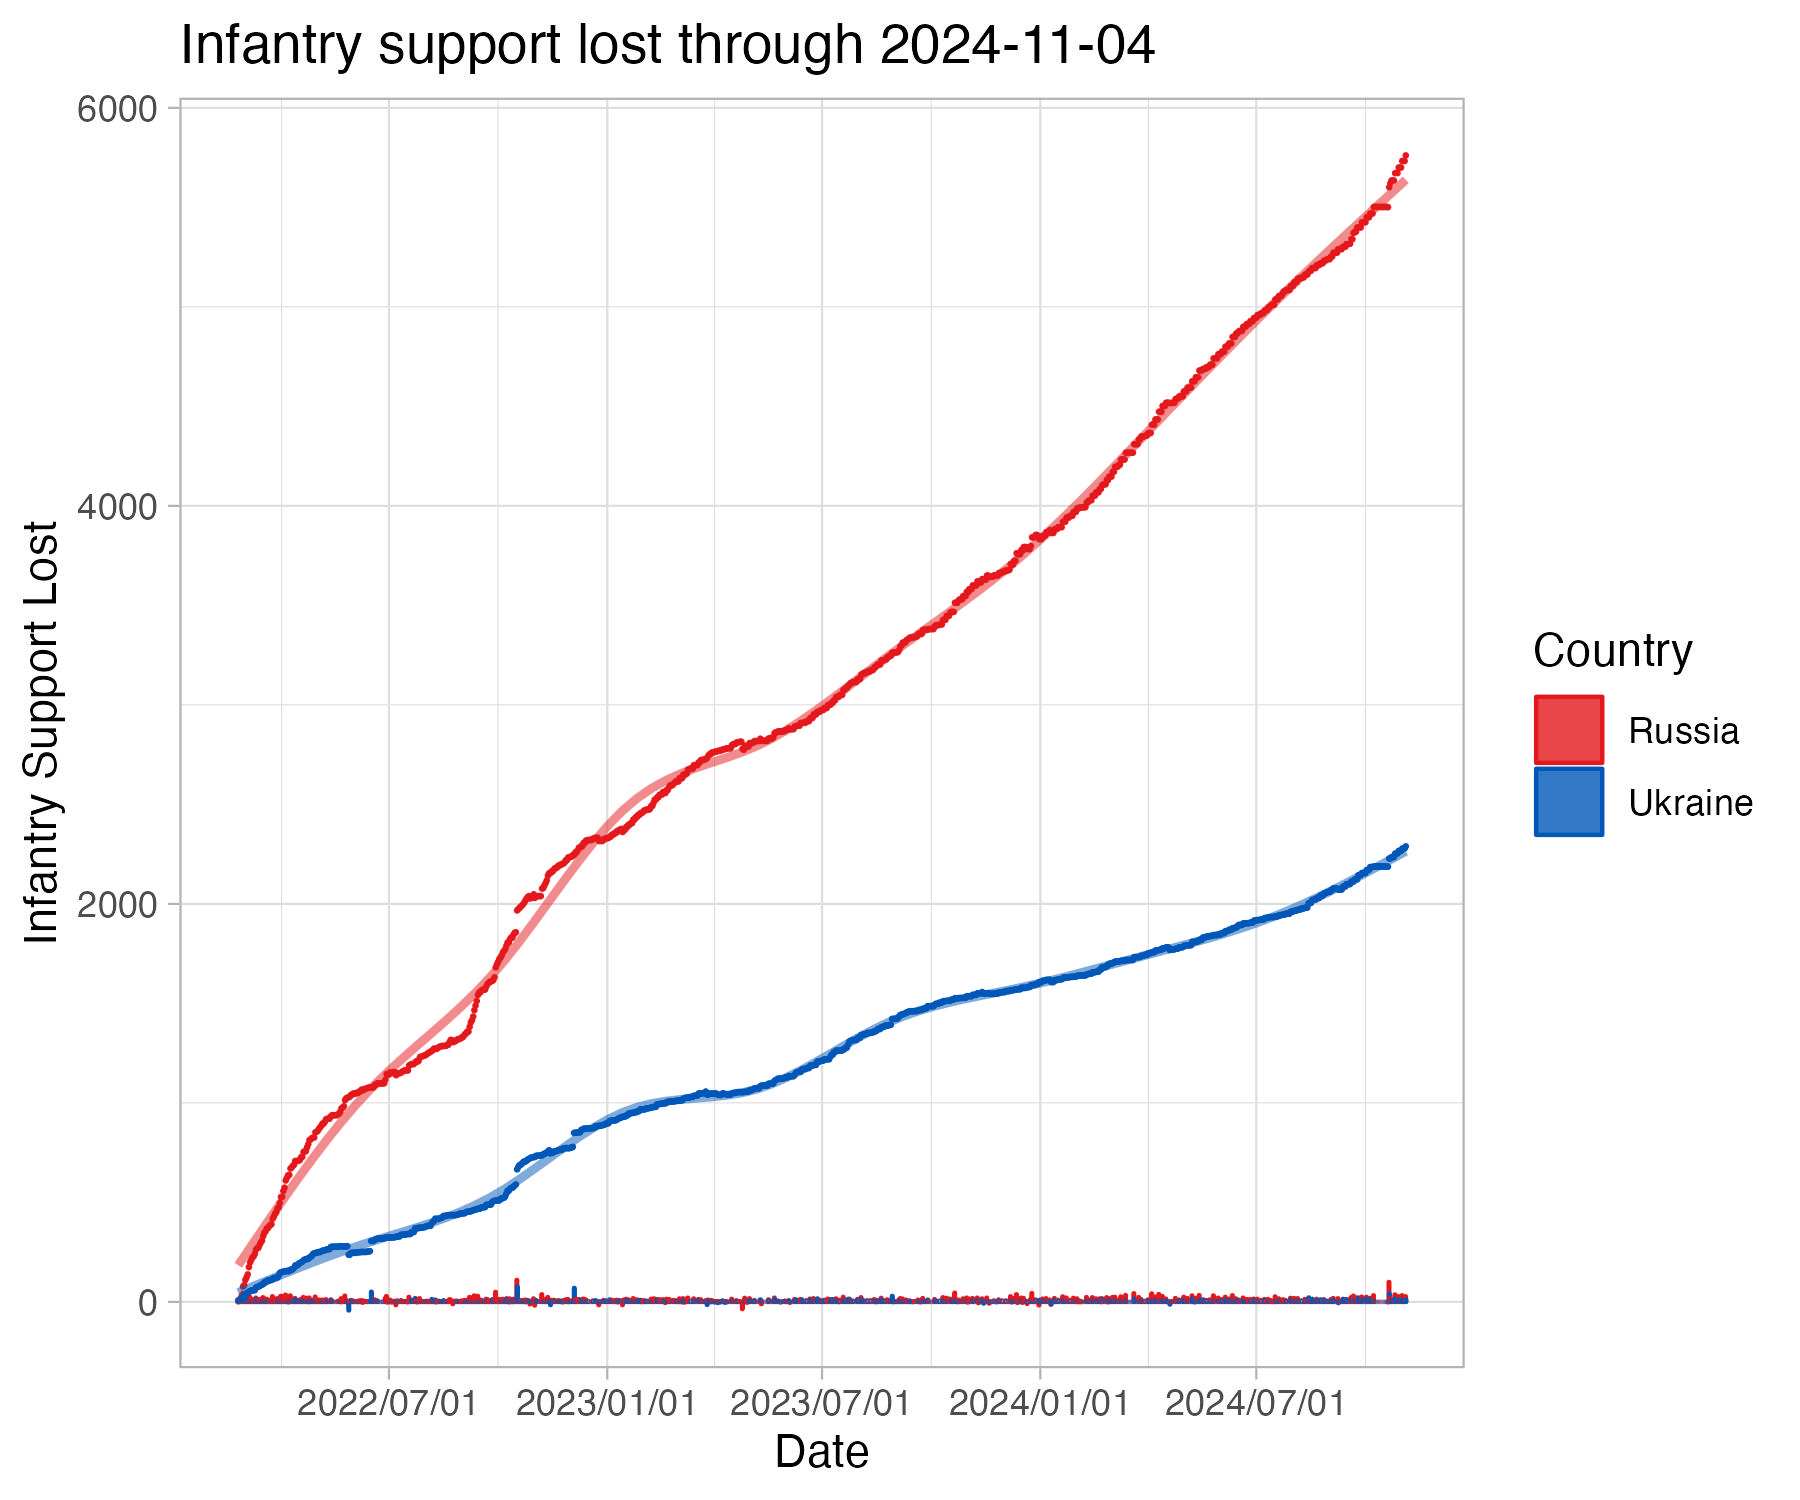 Infantry support lost through 2024-11-04
Infantry Support Lost
6000
4000
2000
0
2022/07/01
2023/01/01
2023/07/01
2024/01/01
2024/07/01
Date
Country
Russia
Ukraine